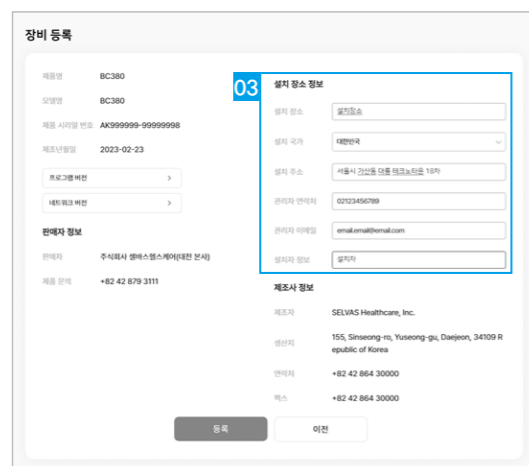 장비 등록
제품명 BC380
모델명 BC380
제품 시리얼 번호 AK999999-99999998
제조년월일 2023-02-23
프로그램 버전 >
네트워크 버전 >
판매자 정보
판매자 주식회사 셀바스헬스케어(대전 본사)
제품 문의 +82 42 879 3111
03
설치 장소 정보
설치 장소 설치장소
설치 국가 대한민국
설치 주소 서울시 가산동 대륭 테크노타운 18차
관리자 연락처 02123456789
관리자 이메일 email.email@email.com
설치자 정보 설치자
제조사 정보
제조자 SELVAS Healthcare, Inc.
생산지 155, Sinseong-ro, Yuseong-gu, Daejeon, 34109 R
epublic of Korea
연락처 +82 42 864 30000
팩스 +82 42 864 30000
등록 이전